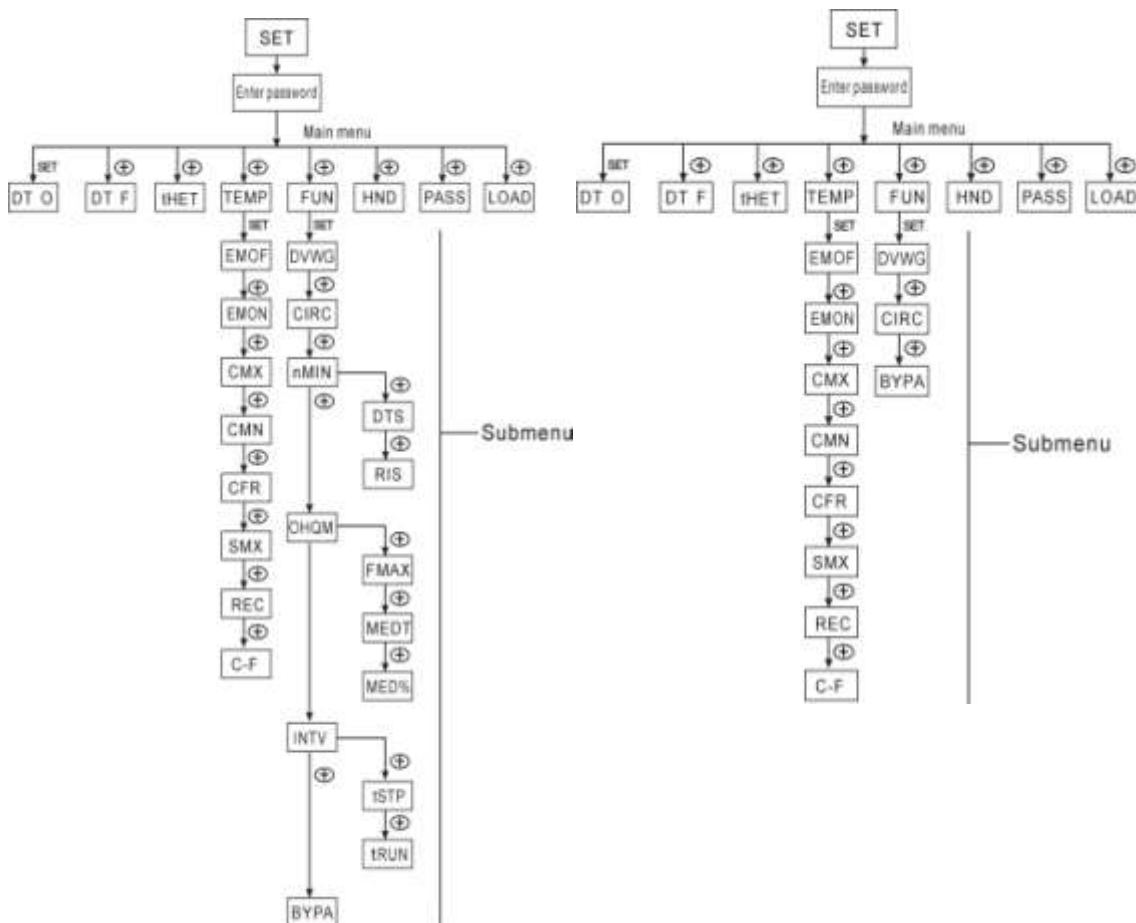 SET
Enter password
Main menu
SET
DT O
DT F
tHET
TEMP
FUN
HND
PASS
LOAD
SET
SET
EMOF
DVWG
EMON
CIRC
CMX
nMIN
DTS
CMN
RIS
CFR
OHQM
SMX
FMAX
REC
MEDT
C-F
MED%
INTV
tSTP
tRUN
BYPA
Submenu
SET
Enter password
Main menu
SET
DT O
DT F
tHET
TEMP
FUN
HND
PASS
LOAD
SET
SET
EMOF
DVWG
EMON
CIRC
CMX
BYPA
CMN
CFR
SMX
REC
C-F
Submenu